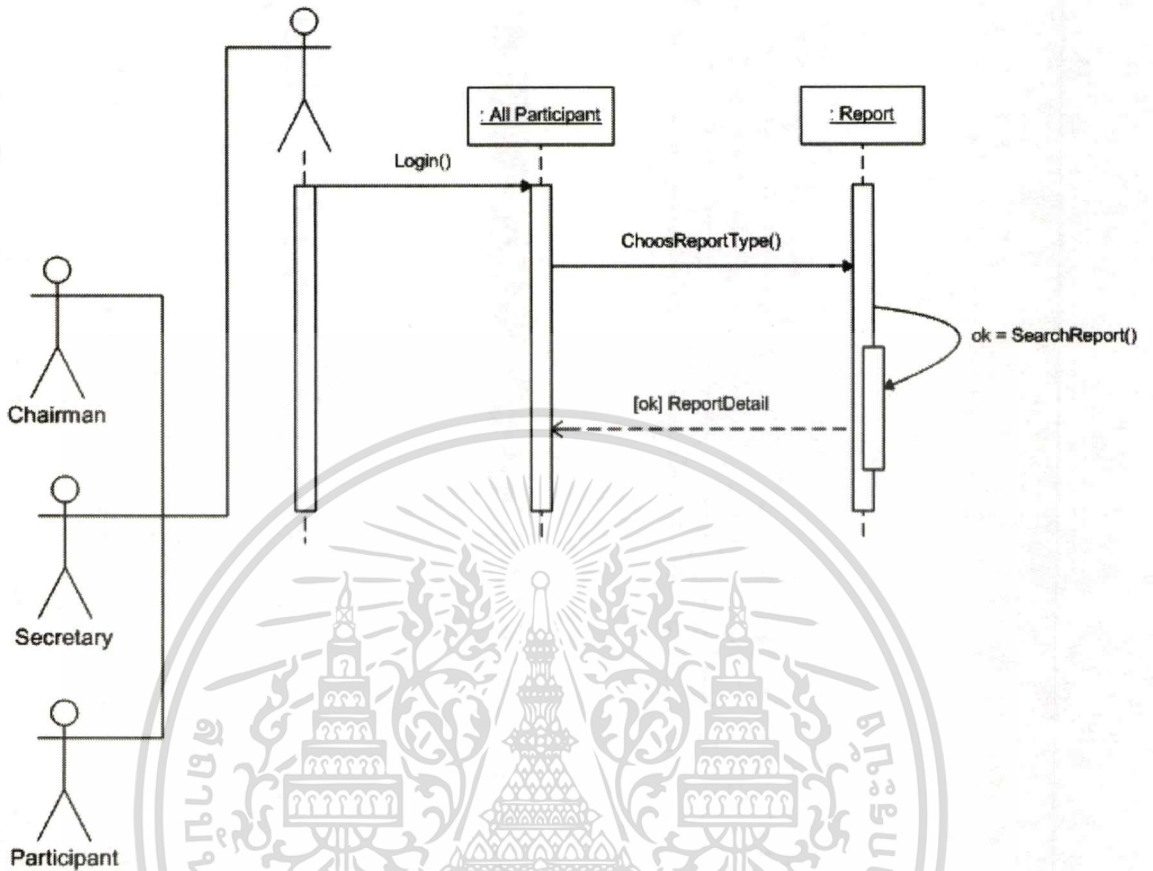 : All Participant
: Report
Login()
ChoosReportType()
ok = SearchReport()
[ok] ReportDetail
Chairman
Secretary
Participant